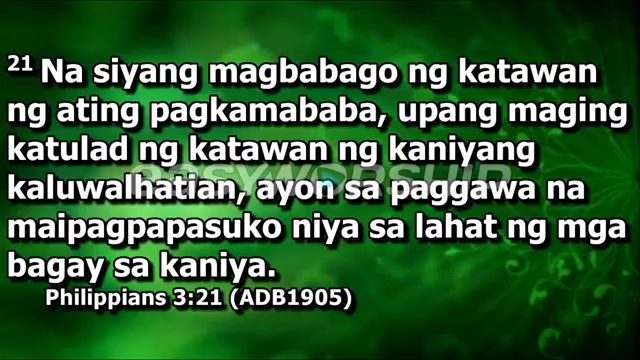 21 Na siyang magbabago ng katawan
ng ating pagkamababa, upang maging
katulad ng katawan ng kaniyang
EASYWORSHIP
kaluwalhatian, ayon sa paggawa na
maipagpapasuko niya sa lahat ng mga
bagay sa kaniya.
Philippians 3:21 (ADB1905)